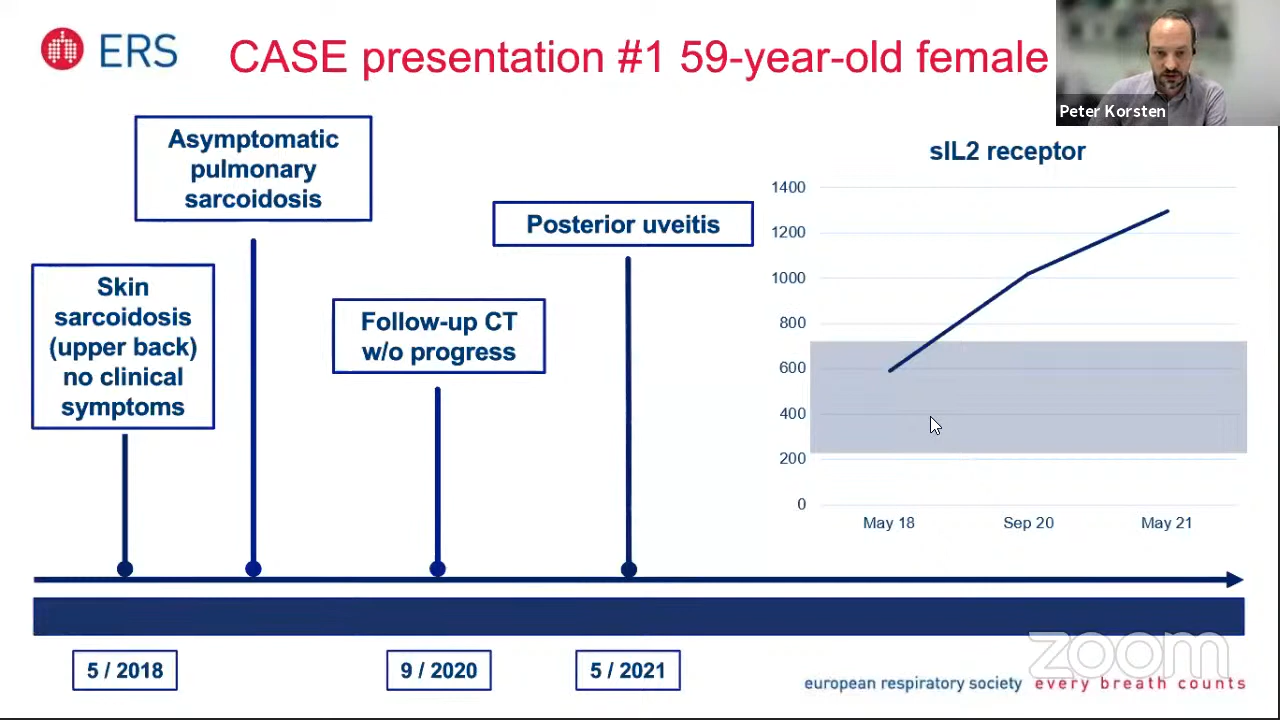 ERS
CASE presentation #1 59-year-old female
Peter Korsten
Asymptomatic
pulmonary
sarcoidosis
Skin
sarcoidosis
(upper back)
no clinical
symptoms
Follow-up CT
w/o progress
Posterior uveitis
sIL2 receptor
1400
1200
1000
800
600
400
200
0
May 18
Sep 20
May 21
5 / 2018
9 / 2020
5 / 2021
zoom
european respiratory society every breath counts